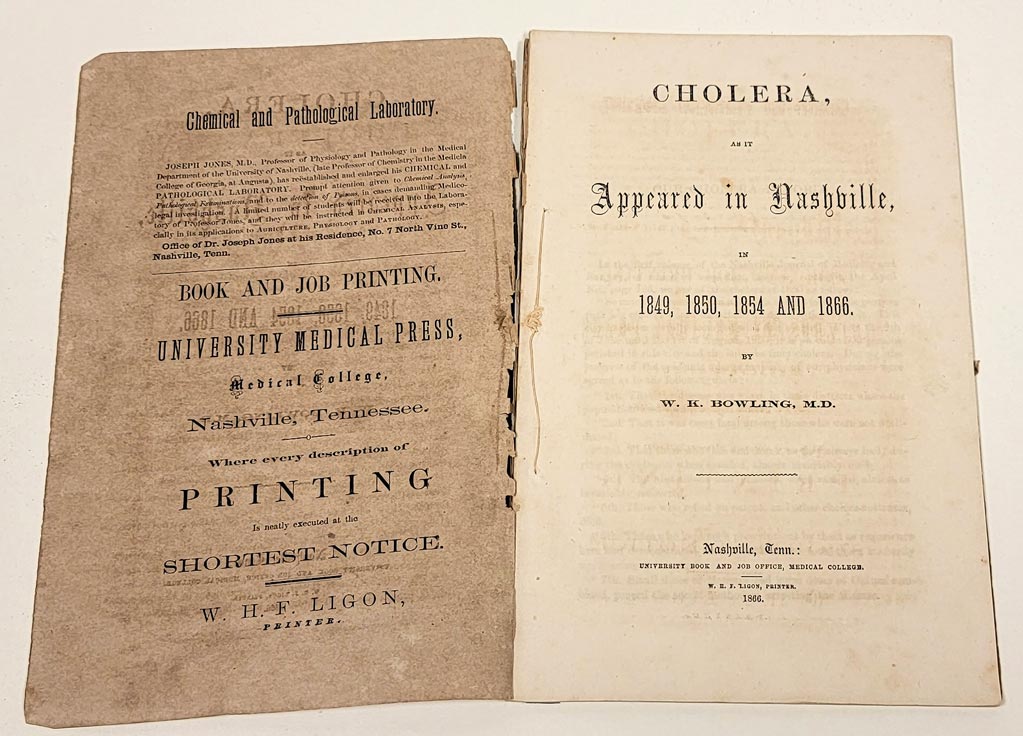 Chemical and Pathological Laboratory.
JOSEPH JONES, M.D., Professor of Physiology and Pathology in the Medical
Department of the University of Nashville, (late Professor of Chemistry in the Medical
College of Georgia, at Augusta), has reëstablished and enlarged his CHEMICAL and
PATHOLOGICAL LABORATORY. Prompt attention given to Chemical Analysis,
Pathological Examinations, and to the detection of Poisons, in cases demanding Medico-
legal investigation. A limited number of students will be received into the Labora-
tory of Professor Jones, and they will be instructed in CHEMICAL ANALYSIS, espe-
cially in its applications to AGRICULTURE, PHYSIOLOGY and PATHOLOGY.
Office of Dr. Joseph Jones at his Residence, No. 7 North Vine St.,
Nashville, Tenn.
BOOK AND JOB PRINTING.
UNIVERSITY MEDICAL PRESS,
Medical College,
Nashville, Tennessee.
Where every description of
PRINTING
Is neatly executed at the
SHORTEST NOTICE.
W. H. F. LIGON,
PRINTER.
CHOLERA,
AS IT
Appeared in Nashville,
IN
1849, 1850, 1854 AND 1866.
BY
W. K. BOWLING, M.D.
Nashville, Tenn.:
UNIVERSITY BOOK AND JOB OFFICE, MEDICAL COLLEGE.
W. H. F. LIGON, PRINTER.
1866.